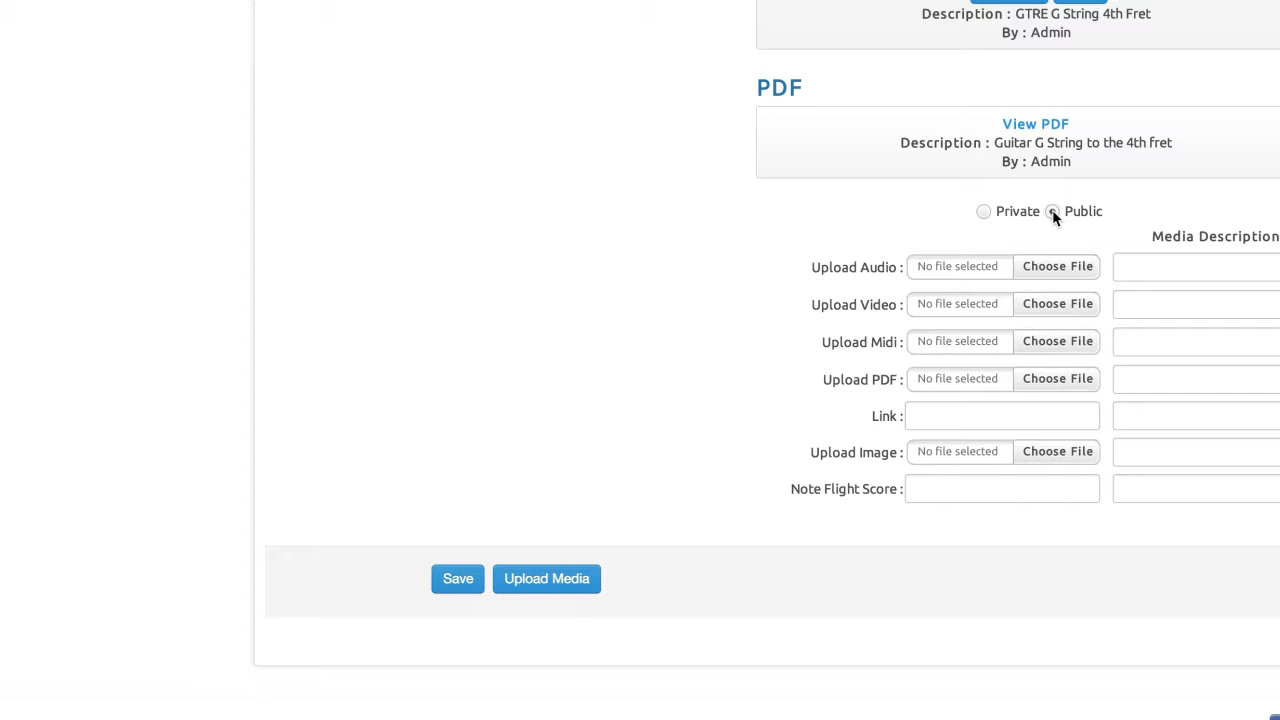 Description : GTRE G String 4th Fret
By : Admin
PDF
View PDF
Description : Guitar G String to the 4th fret
By : Admin
Private Public
Media Description
Upload Audio : No file selected Choose File
Upload Video : No file selected Choose File
Upload Midi : No file selected Choose File
Upload PDF : No file selected Choose File
Link :
Upload Image : No file selected Choose File
Note Flight Score :
Save Upload Media